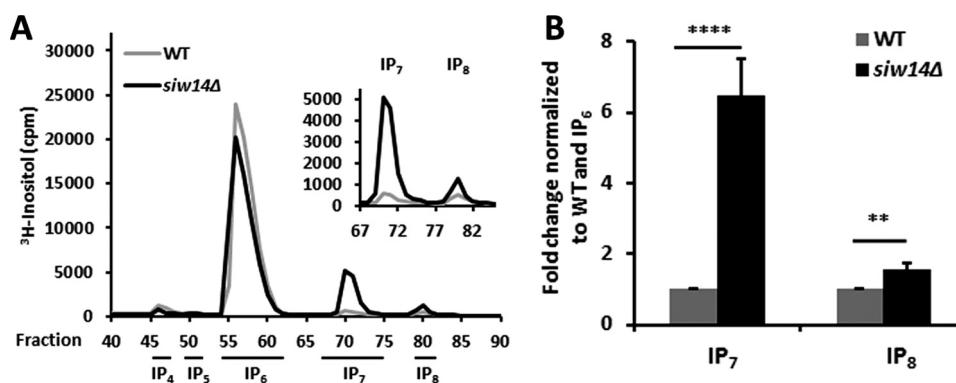 A
WT
siw14Δ
30000
25000
20000
15000
10000
5000
0
³H-Inositol (cpm)
40 45 50 55 60 65 70 75 80 85 90
Fraction
IP₄ IP₅ IP₆ IP₇ IP₈
IP₇ IP₈
5000
4000
3000
2000
1000
0
67 72 77 82
B
WT
siw14Δ
****
**
8
6
4
2
0
Fold change normalized
to WT and IP₆
IP₇ IP₈